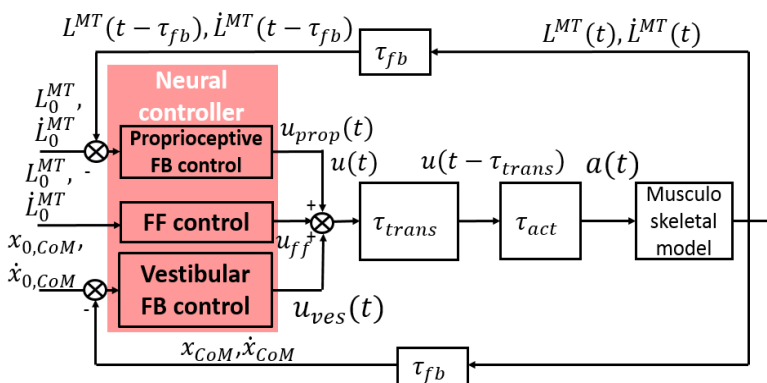 L^{MT}(t − τ_{fb}), L̇^{MT}(t − τ_{fb})
τ_{fb}
L^{MT}(t), L̇^{MT}(t)
Neural
controller
L_0^{MT},
L̇_0^{MT}
-
Proprioceptive
FB control
u_{prop}(t)
L_0^{MT},
L̇_0^{MT}
FF control
u_{ff}
+
+
u(t)
τ_{trans}
u(t − τ_{trans})
τ_{act}
a(t)
Musculo
skeletal
model
x_{0,CoM},
ẋ_{0,CoM}
-
Vestibular
FB control
u_{ves}(t)
x_{CoM}, ẋ_{CoM}
τ_{fb}